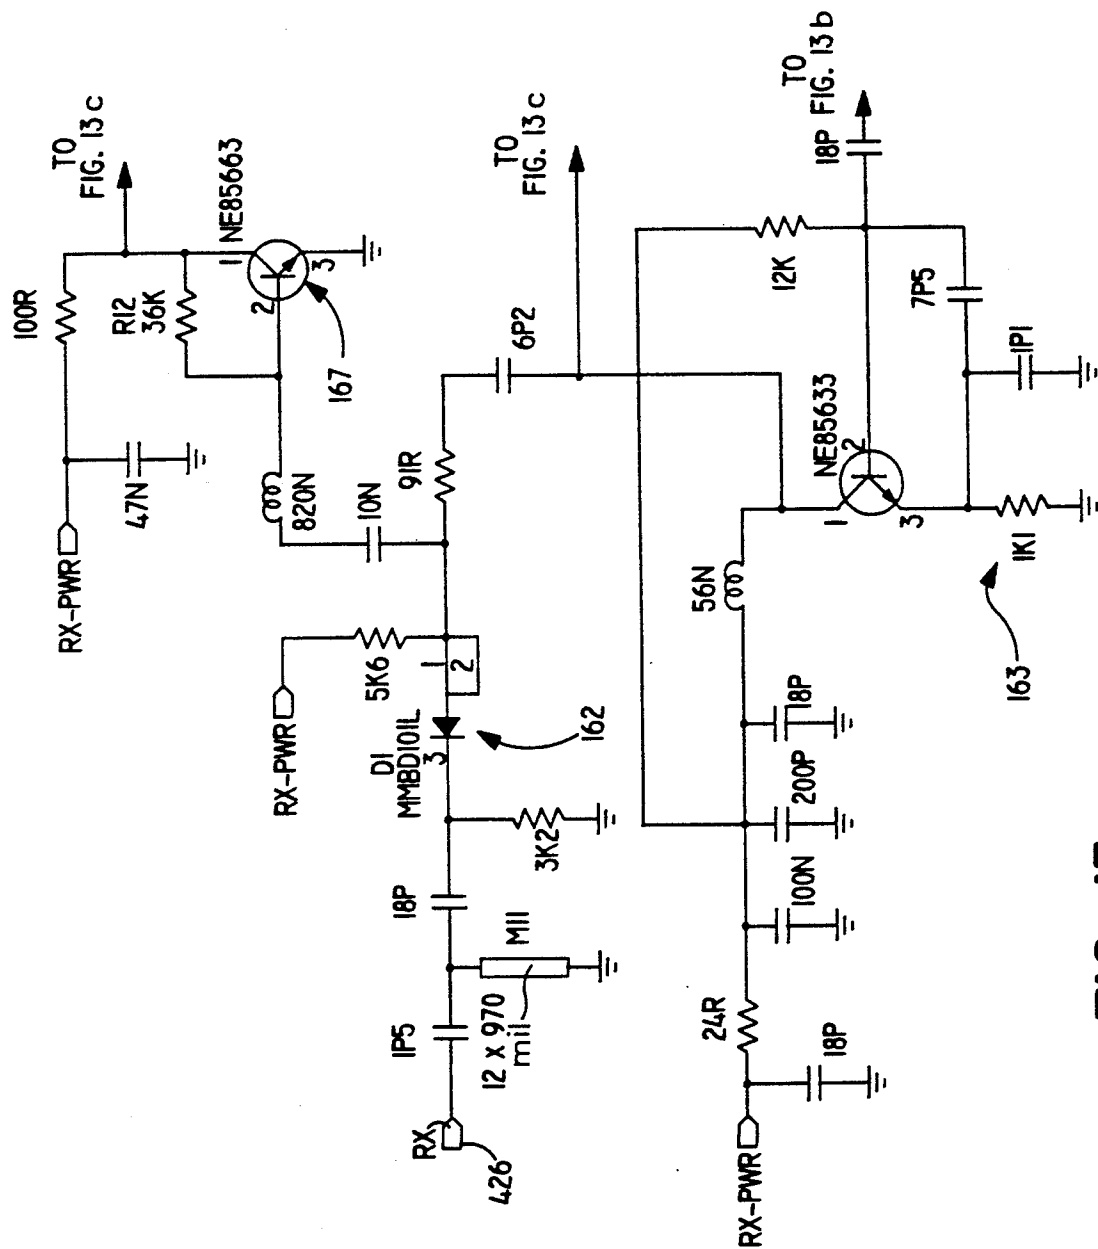 RX-PWR
47N
100R
TO
FIG. 13c
R12
36K
1
NE85663
2
3
167
820N
10N
RX-PWR
5K6
1
2
91R
6P2
TO
FIG. 13c
D1
MMBD101L
3
162
RX
426
1P5
12 X 970
mil
M11
18P
3K2
RX-PWR
18P
24R
100N
200P
18P
56N
1
NE85633
2
3
163
1K1
1P1
7P5
12K
18P
TO
FIG. 13b